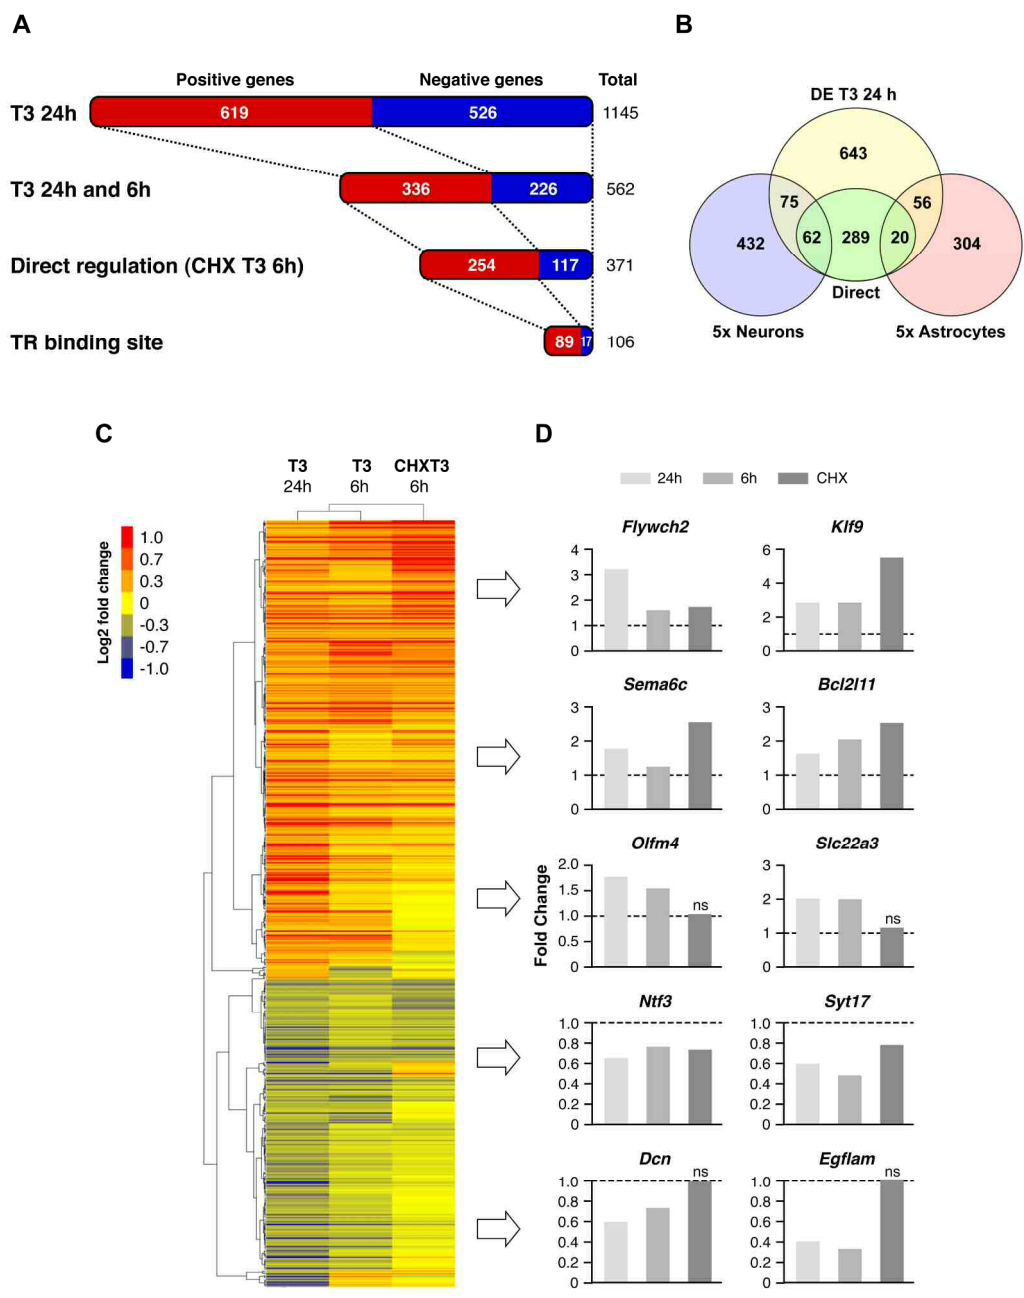 A
Positive genes Negative genes Total
T3 24h 619 526 1145
T3 24h and 6h 336 226 562
Direct regulation (CHX T3 6h) 254 117 371
TR binding site 89 17 106
B
DE T3 24 h
643
75 56
432 62 289 20 304
Direct
5x Neurons 5x Astrocytes
C
T3 T3 CHXT3
24h 6h 6h
Log2 fold change
1.0
0.7
0.3
0
-0.3
-0.7
-1.0
D
24h 6h CHX
Flywch2
4
3
2
1
0
Klf9
6
4
2
0
Sema6c
3
2
1
0
Bcl2l11
3
2
1
0
Fold Change
Olfm4
2.0
1.5
1.0
0.5
0
ns
Slc22a3
3
2
1
0
ns
Ntf3
1.0
0.8
0.6
0.4
0.2
0
Syt17
1.0
0.8
0.6
0.4
0.2
0
Dcn
1.0
0.8
0.6
0.4
0.2
0
ns
Egflam
1.0
0.8
0.6
0.4
0.2
0
ns